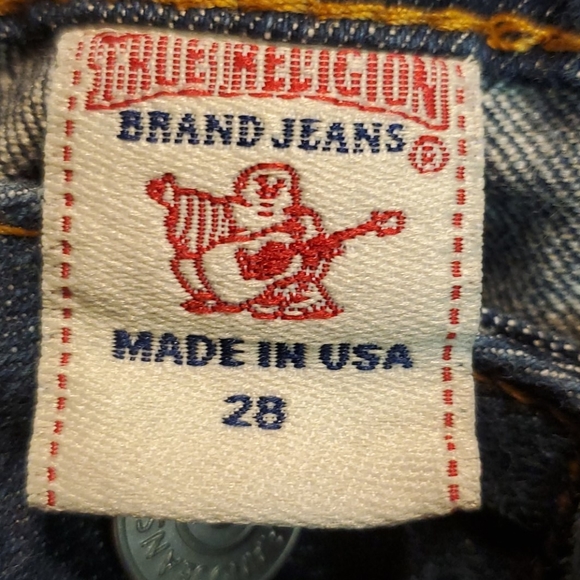 TRUE RELIGION
BRAND JEANS ®
MADE IN USA
28